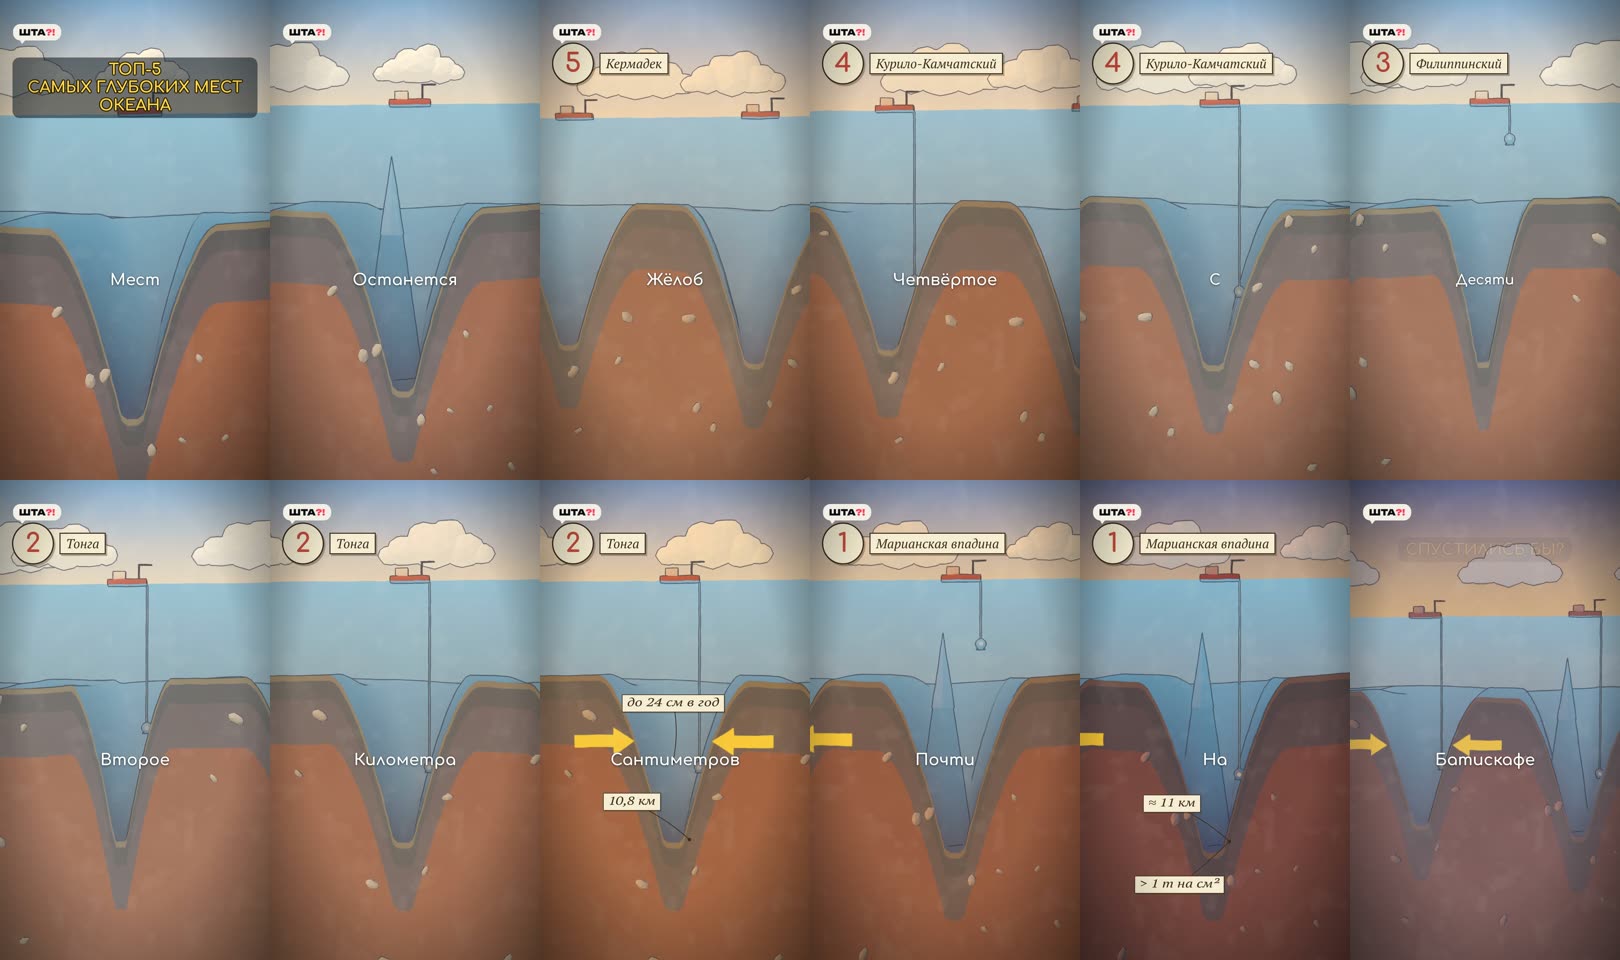 ШТА?!
ТОП-5
САМЫХ ГЛУБОКИХ МЕСТ
ОКЕАНА
Мест
ШТА?!
Останется
ШТА?!
5 Кермадек
Жёлоб
ШТА?!
4 Курило-Камчатский
Четвёртое
ШТА?!
4 Курило-Камчатский
С
ШТА?!
3 Филиппинский
Десяти
ШТА?!
2 Тонга
Второе
ШТА?!
2 Тонга
Километра
ШТА?!
2 Тонга
до 24 см в год
Сантиметров
10,8 км
ШТА?!
1 Марианская впадина
Почти
ШТА?!
1 Марианская впадина
На
≈ 11 км
> 1 т на см²
ШТА?!
СПУСТИЛИСЬ БЫ?
Батискафе